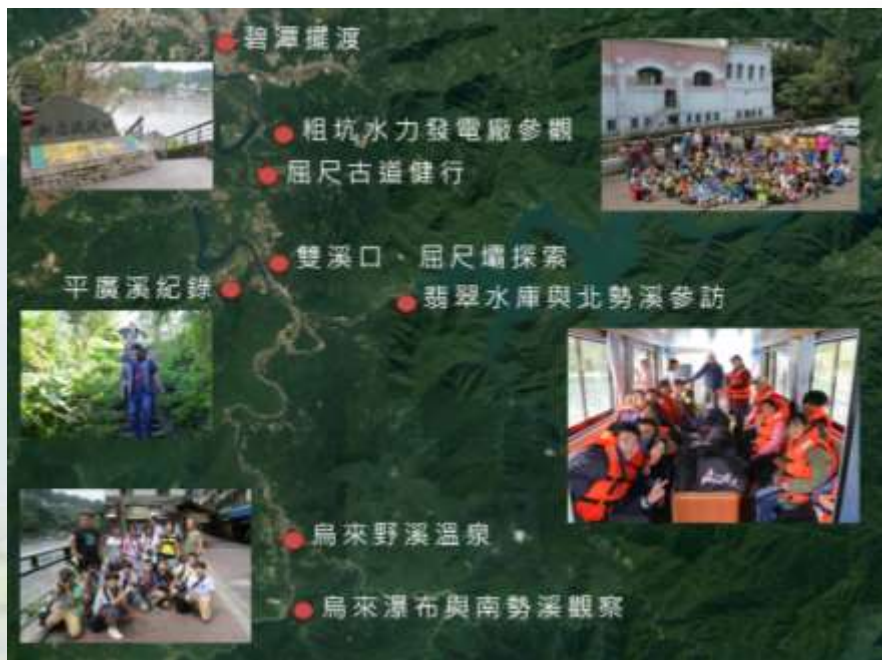 碧潭擺渡
粗坑水力發電廠參觀
屈尺古道健行
雙溪口、屈尺壩探索
平廣溪紀錄
翡翠水庫與北勢溪參訪
烏來野溪溫泉
烏來瀑布與南勢溪觀察